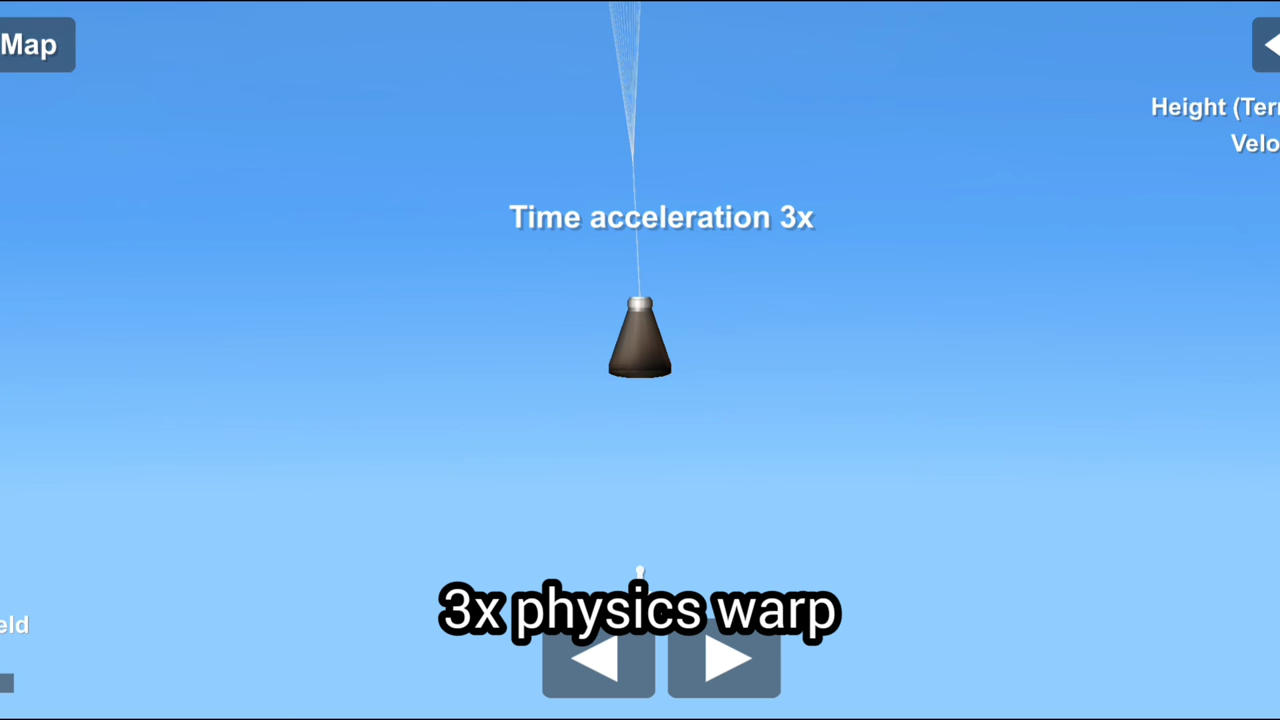 Map
Height (Ter
Velo
Time acceleration 3x
3x physics warp
eld